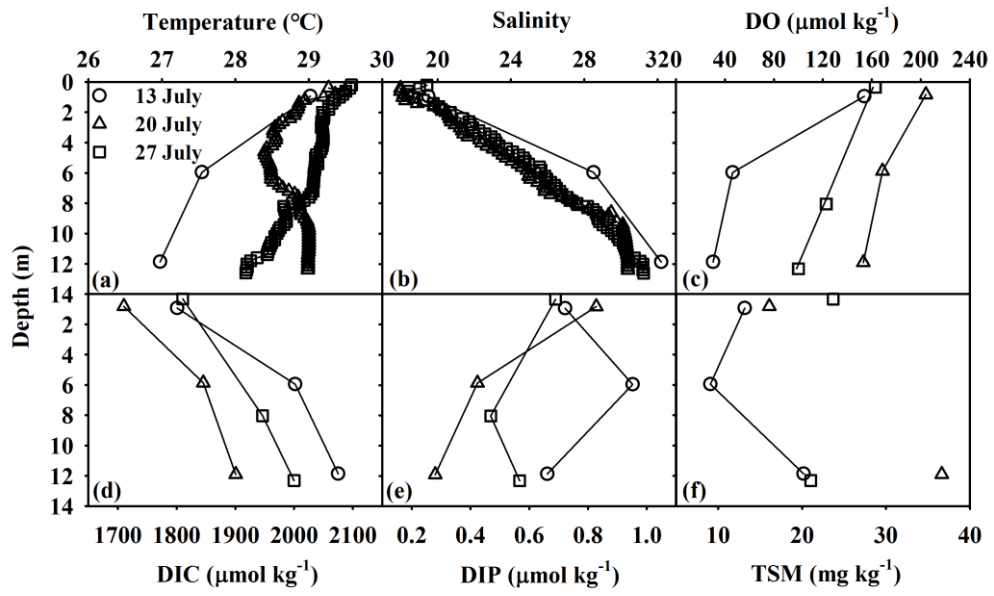 Temperature (°C) Salinity DO (μmol kg⁻¹)
26 27 28 29 30 20 24 28 32 0 40 80 120 160 200 240
0
13 July
2
20 July
27 July
4
6
8
10
12
(a) (b) (c)
14
Depth (m)
2
4
6
8
10
12
(d) (e) (f)
14
1700 1800 1900 2000 2100 0.2 0.4 0.6 0.8 1.0 10 20 30 40
DIC (μmol kg⁻¹) DIP (μmol kg⁻¹) TSM (mg kg⁻¹)